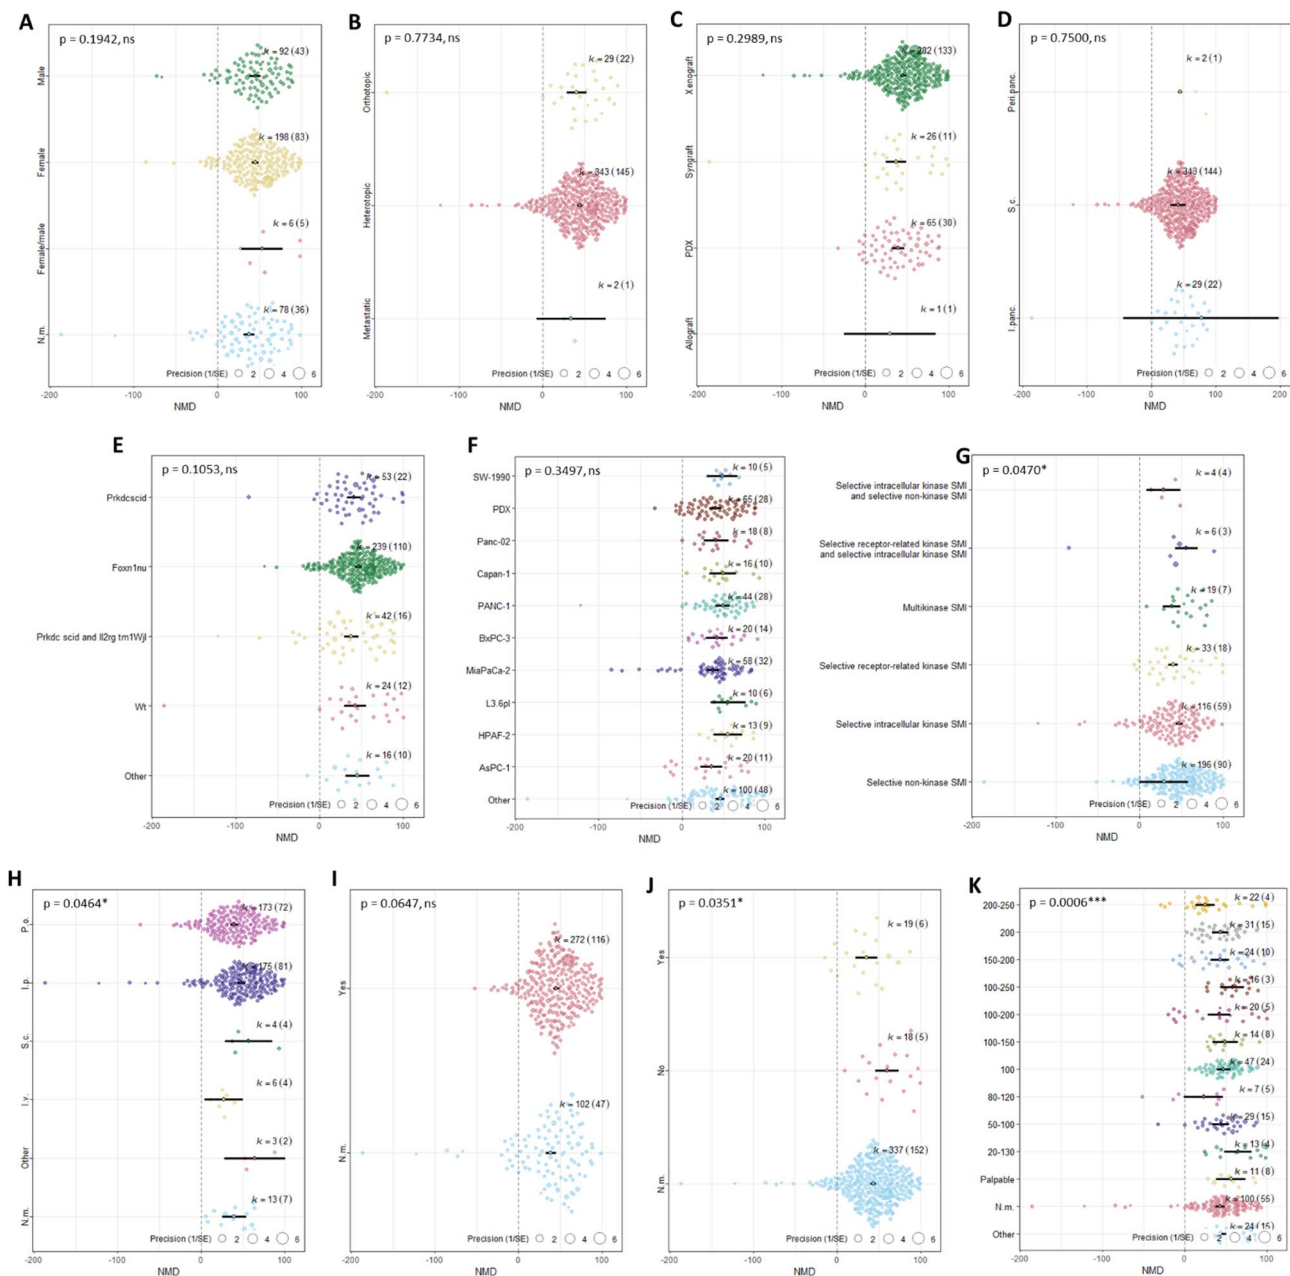 A
p = 0.1942, ns
Male
k = 92 (43)
Female
k = 198 (83)
Female/male
k = 6 (5)
N.m.
k = 78 (36)
Precision (1/SE) 2 4 6
-200 -100 0 100
NMD
B
p = 0.7734, ns
Orthotopic
k = 29 (22)
Heterotopic
k = 343 (145)
Metastatic
k = 2 (1)
Precision (1/SE) 2 4 6
-200 -100 0 100
NMD
C
p = 0.2989, ns
Xenograft
k = 282 (133)
Syngraft
k = 26 (11)
PDX
k = 65 (30)
Allograft
k = 1 (1)
Precision (1/SE) 2 4 6
-200 -100 0 100
NMD
D
p = 0.7500, ns
Peri panc.
k = 2 (1)
S.c.
k = 343 (144)
I.panc.
k = 29 (22)
Precision (1/SE) 2 4 6
-200 -100 0 100 200
NMD
E
p = 0.1053, ns
Prkdcscid
k = 53 (22)
Foxn1nu
k = 239 (110)
Prkdc scid and Il2rg tm1Wjl
k = 42 (16)
Wt
k = 24 (12)
Other
k = 16 (10)
Precision (1/SE) 2 4 6
-200 -100 0 100
NMD
F
p = 0.3497, ns
SW-1990
k = 10 (5)
PDX
k = 65 (28)
Panc-02
k = 18 (8)
Capan-1
k = 16 (10)
PANC-1
k = 44 (28)
BxPC-3
k = 20 (14)
MiaPaCa-2
k = 58 (32)
L3.6pl
k = 10 (6)
HPAF-2
k = 13 (9)
AsPC-1
k = 20 (11)
Other
k = 100 (48)
Precision (1/SE) 2 4 6
-200 -100 0 100
NMD
G
p = 0.0470*
Selective intracellular kinase SMI
and selective non-kinase SMI
k = 4 (4)
Selective receptor-related kinase SMI
and selective intracellular kinase SMI
k = 6 (3)
Multikinase SMI
k = 19 (7)
Selective receptor-related kinase SMI
k = 33 (18)
Selective intracellular kinase SMI
k = 116 (59)
Selective non-kinase SMI
k = 196 (90)
Precision (1/SE) 2 4 6
-200 -100 0 100
NMD
H
p = 0.0464*
P.o.
k = 173 (72)
I.p.
k = 175 (81)
S.c.
k = 4 (4)
I.v.
k = 6 (4)
Other
k = 3 (2)
N.m.
k = 13 (7)
Precision (1/SE) 2 4 6
-200 -100 0 100
NMD
I
p = 0.0647, ns
Yes
k = 272 (116)
N.m.
k = 102 (47)
Precision (1/SE) 2 4 6
-200 -100 0 100
NMD
J
p = 0.0351*
Yes
k = 19 (6)
No
k = 18 (5)
N.m.
k = 337 (152)
Precision (1/SE) 2 4 6
-200 -100 0 100
NMD
K
p = 0.0006***
200-250
k = 22 (4)
200
k = 31 (15)
150-200
k = 24 (10)
100-250
k = 16 (3)
100-200
k = 20 (5)
100-150
k = 14 (8)
100
k = 47 (24)
80-120
k = 7 (5)
50-100
k = 29 (15)
20-130
k = 13 (4)
Palpable
k = 11 (8)
N.m.
k = 100 (55)
Other
k = 24 (15)
Precision (1/SE) 2 4 6
-200 -100 0 100
NMD